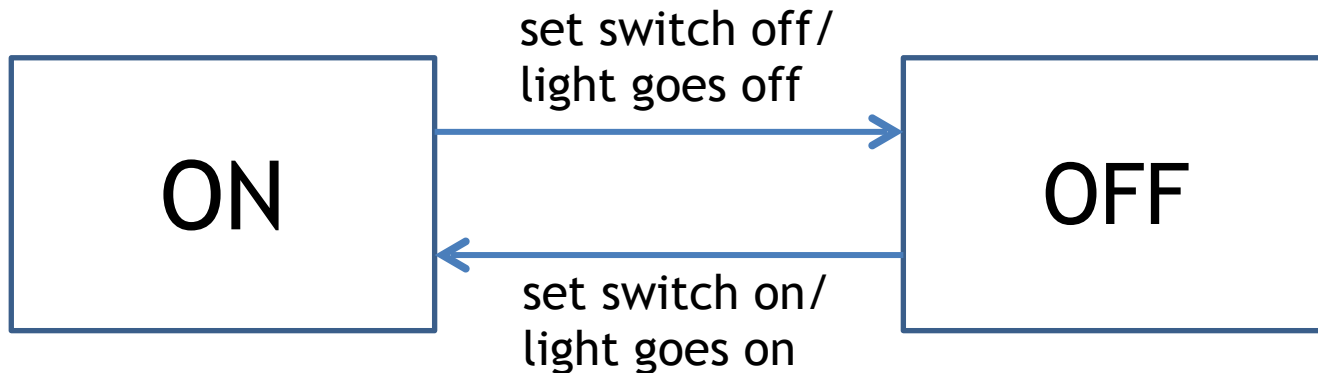 set switch off/
light goes off
ON
OFF
set switch on/
light goes on